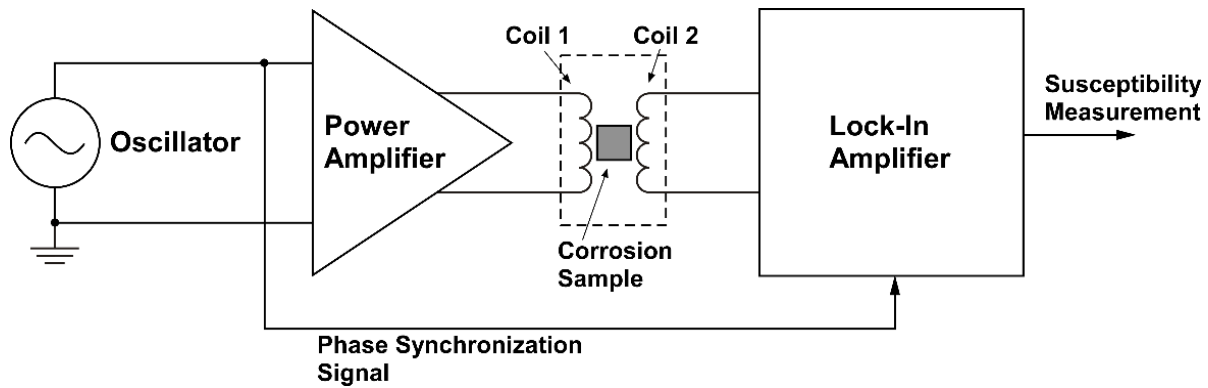 Coil 1
Coil 2
Oscillator
Power
Amplifier
Lock-In
Amplifier
Susceptibility
Measurement
Corrosion
Sample
Phase Synchronization
Signal